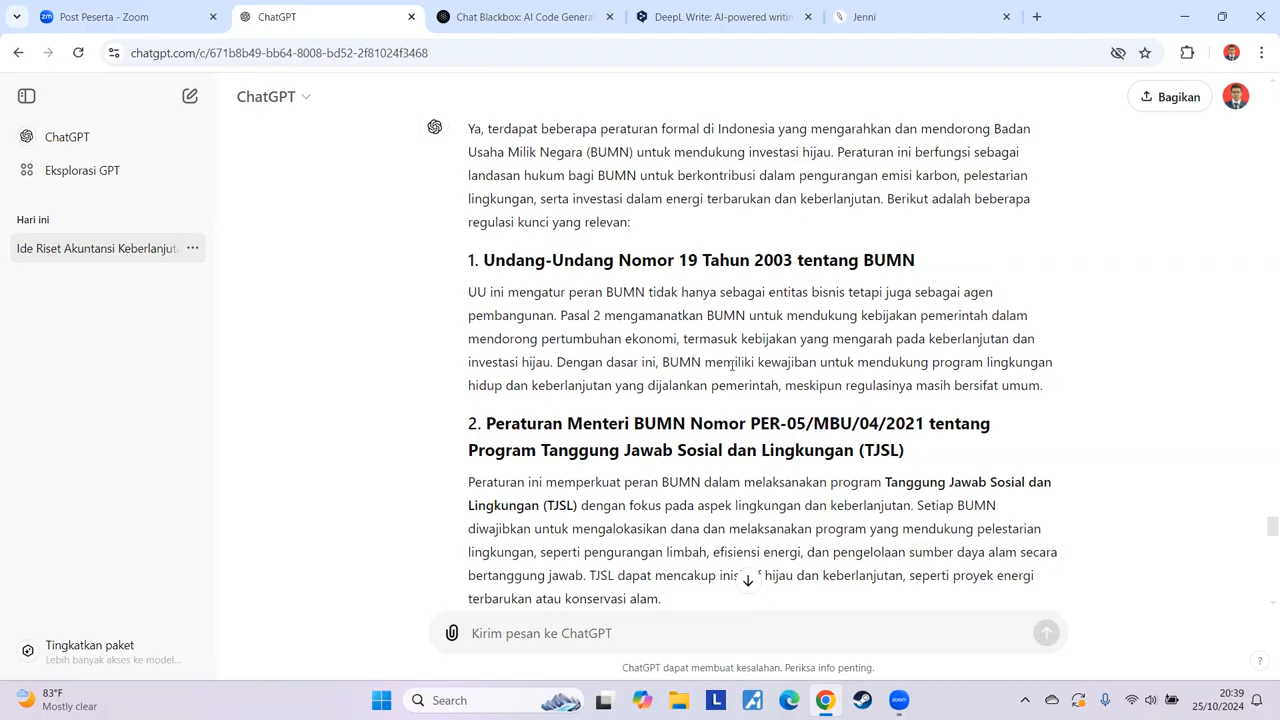 Post Peserta - Zoom
ChatGPT
Chat Blackbox: AI Code Genera
DeepL Write: AI-powered writin
Jenni
chatgpt.com/c/671b8b49-bb64-8008-bd52-2f81024f3468
ChatGPT
Bagikan
ChatGPT
Eksplorasi GPT
Hari ini
Ide Riset Akuntansi Keberlanjut
Ya, terdapat beberapa peraturan formal di Indonesia yang mengarahkan dan mendorong Badan
Usaha Milik Negara (BUMN) untuk mendukung investasi hijau. Peraturan ini berfungsi sebagai
landasan hukum bagi BUMN untuk berkontribusi dalam pengurangan emisi karbon, pelestarian
lingkungan, serta investasi dalam energi terbarukan dan keberlanjutan. Berikut adalah beberapa
regulasi kunci yang relevan:
1. Undang-Undang Nomor 19 Tahun 2003 tentang BUMN
UU ini mengatur peran BUMN tidak hanya sebagai entitas bisnis tetapi juga sebagai agen
pembangunan. Pasal 2 mengamanatkan BUMN untuk mendukung kebijakan pemerintah dalam
mendorong pertumbuhan ekonomi, termasuk kebijakan yang mengarah pada keberlanjutan dan
investasi hijau. Dengan dasar ini, BUMN memiliki kewajiban untuk mendukung program lingkungan
hidup dan keberlanjutan yang dijalankan pemerintah, meskipun regulasinya masih bersifat umum.
2. Peraturan Menteri BUMN Nomor PER-05/MBU/04/2021 tentang
Program Tanggung Jawab Sosial dan Lingkungan (TJSL)
Peraturan ini memperkuat peran BUMN dalam melaksanakan program Tanggung Jawab Sosial dan
Lingkungan (TJSL) dengan fokus pada aspek lingkungan dan keberlanjutan. Setiap BUMN
diwajibkan untuk mengalokasikan dana dan melaksanakan program yang mendukung pelestarian
lingkungan, seperti pengurangan limbah, efisiensi energi, dan pengelolaan sumber daya alam secara
bertanggung jawab. TJSL dapat mencakup inisiatif hijau dan keberlanjutan, seperti proyek energi
terbarukan atau konservasi alam.
Kirim pesan ke ChatGPT
ChatGPT dapat membuat kesalahan. Periksa info penting.
?
Tingkatkan paket
Lebih banyak akses ke model...
83°F
Mostly clear
Search
L
zoom
20:39
25/10/2024